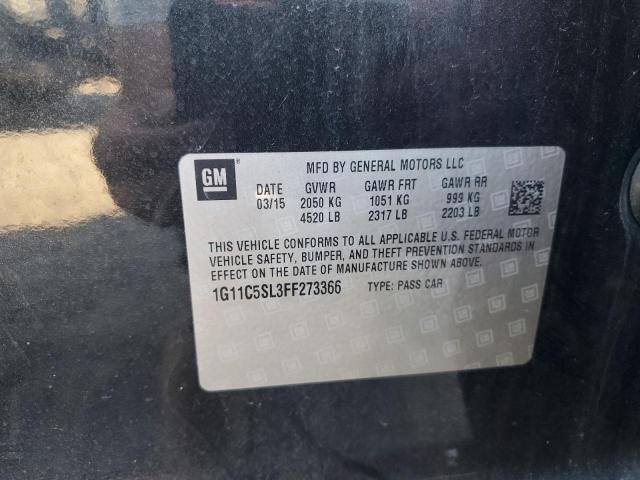 GM ®
MFD BY GENERAL MOTORS LLC
DATE GVWR GAWR FRT GAWR RR
03/15 2050 KG 1051 KG 999 KG
4520 LB 2317 LB 2203 LB
THIS VEHICLE CONFORMS TO ALL APPLICABLE U.S. FEDERAL MOTOR
VEHICLE SAFETY, BUMPER, AND THEFT PREVENTION STANDARDS IN
EFFECT ON THE DATE OF MANUFACTURE SHOWN ABOVE.
1G11C5SL3FF273366 TYPE: PASS CAR